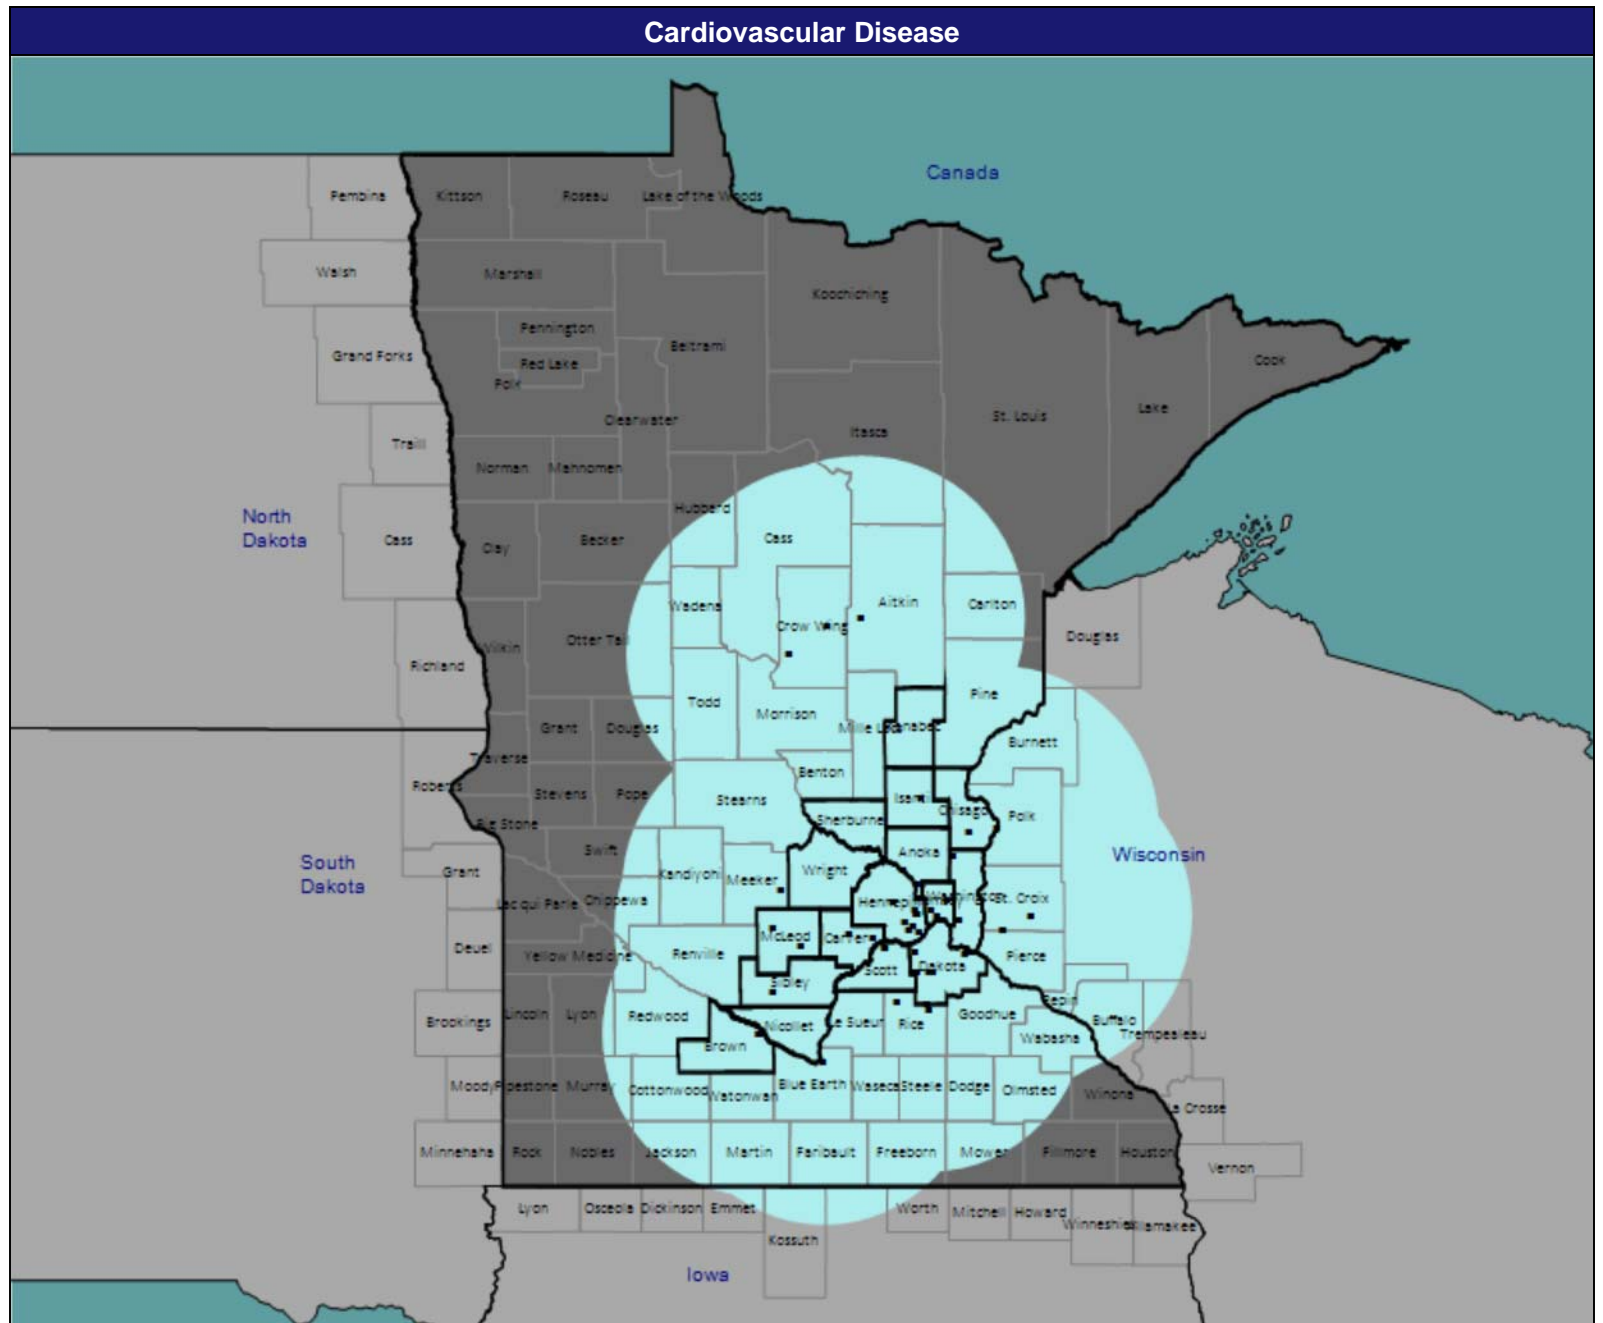 Cardiovascular Disease
Canada
Pembina
Kittson
Roseau
Lake of the Woods
Walsh
Marshall
Koochiching
Pennington
Beltrami
Grand Forks
Red Lake
Polk
Cook
Lake
St. Louis
Clearwater
Itasca
Traill
Norman
Mahnomen
Hubbard
North
Dakota
Cass
Clay
Becker
Cass
Wadena
Aitkin
Carlton
Crow Wing
Douglas
Otter Tail
Wilkin
Richland
Todd
Morrison
Pine
Grant
Douglas
Mille Lacs
Kanabec
Burnett
Traverse
Benton
Roberts
Stevens
Pope
Stearns
Isanti
Chisago
Polk
Big Stone
Sherburne
South
Dakota
Swift
Anoka
Wisconsin
Grant
Kandiyohi
Meeker
Wright
Lac qui Parle
Chippewa
Hennepin
Washington
St. Croix
Deuel
Yellow Medicine
Renville
McLeod
Carver
Scott
Dakota
Pierce
Sibley
Brookings
Lincoln
Lyon
Redwood
Nicollet
Le Sueur
Rice
Goodhue
Pepin
Buffalo
Wabasha
Trempealeau
Brown
Moody
Pipestone
Murray
Cottonwood
Watonwan
Blue Earth
Waseca
Steele
Dodge
Olmsted
Winona
La Crosse
Minnehaha
Rock
Nobles
Jackson
Martin
Faribault
Freeborn
Mower
Fillmore
Houston
Vernon
Lyon
Osceola
Dickinson
Emmet
Kossuth
Worth
Mitchell
Howard
Winneshiek
Allamakee
Iowa